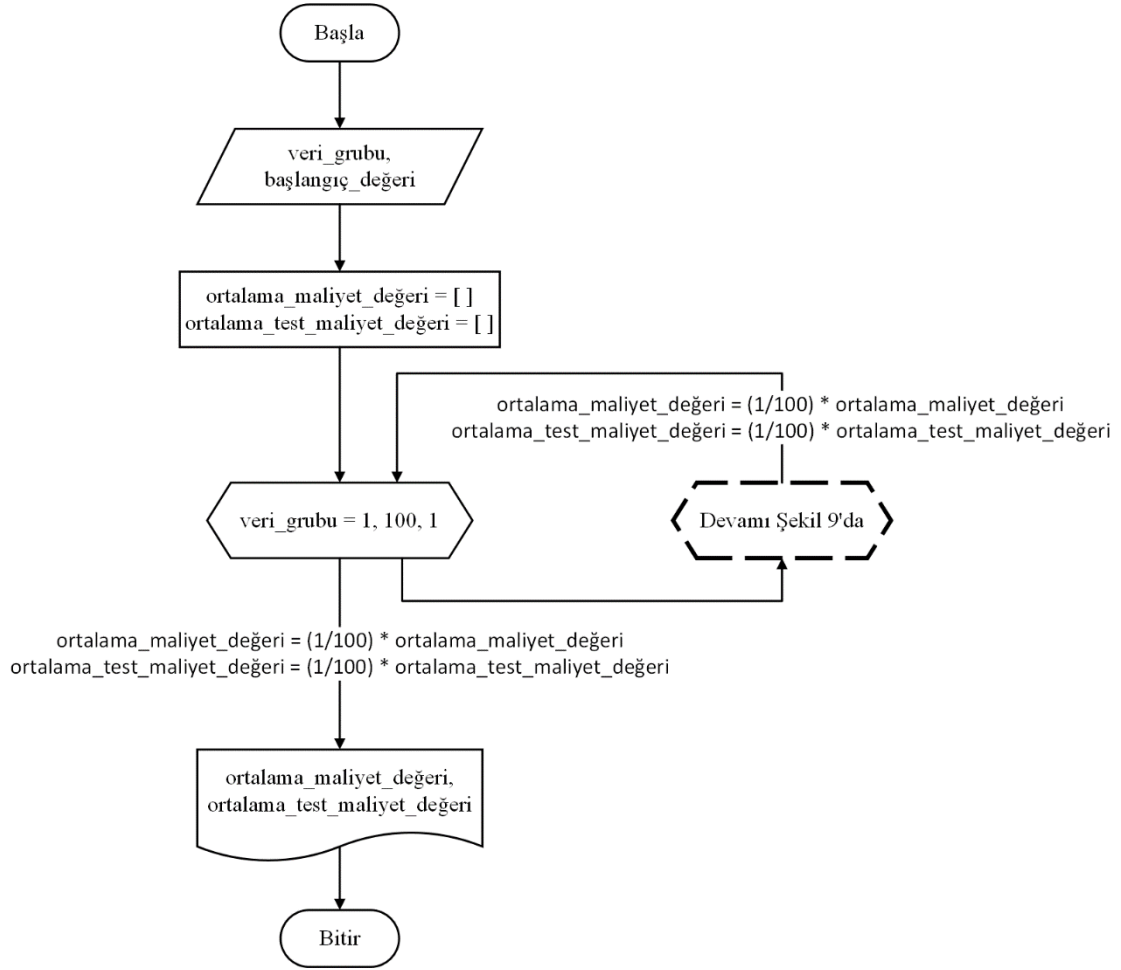 Başla
veri_grubu,
başlangıç_değeri
ortalama_maliyet_değeri = [ ]
ortalama_test_maliyet_değeri = [ ]
ortalama_maliyet_değeri = (1/100) * ortalama_maliyet_değeri
ortalama_test_maliyet_değeri = (1/100) * ortalama_test_maliyet_değeri
veri_grubu = 1, 100, 1
Devamı Şekil 9'da
ortalama_maliyet_değeri = (1/100) * ortalama_maliyet_değeri
ortalama_test_maliyet_değeri = (1/100) * ortalama_test_maliyet_değeri
ortalama_maliyet_değeri,
ortalama_test_maliyet_değeri
Bitir